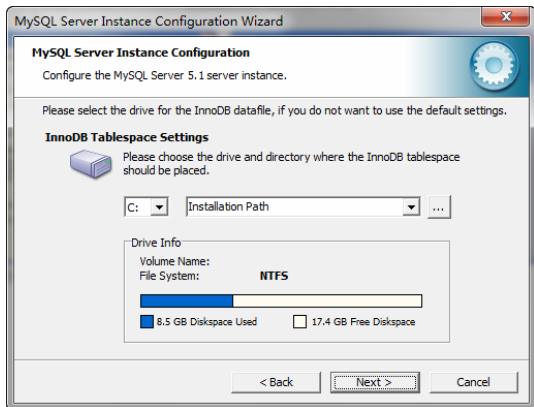 MySQL Server Instance Configuration Wizard
MySQL Server Instance Configuration
Configure the MySQL Server 5.1 server instance.
Please select the drive for the InnoDB datafile, if you do not want to use the default settings.
InnoDB Tablespace Settings
Please choose the drive and directory where the InnoDB tablespace
should be placed.
C: Installation Path ...
Drive Info
Volume Name:
File System: NTFS
8.5 GB Diskspace Used 17.4 GB Free Diskspace
< Back Next > Cancel